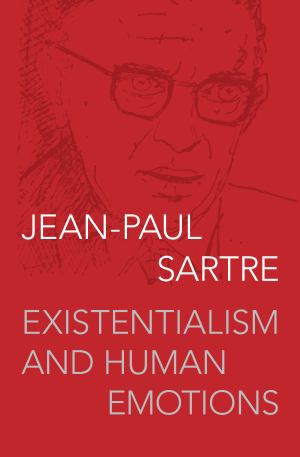 JEAN-PAUL
SARTRE
EXISTENTIALISM
AND HUMAN
EMOTIONS